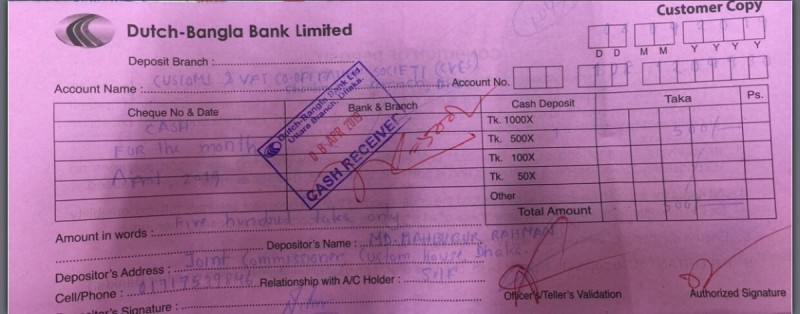 Customer Copy
Dutch-Bangla Bank Limited
D D M M Y Y Y Y
Deposit Branch :
Account Name : CUSTOMS & VAT CO-OPERA SOCIETY
Account No.
Cheque No & Date Bank & Branch Cash Deposit Taka Ps.
CASH Tk. 1000X
FOR the month Tk. 500X 1 500/-
Tk. 100X
April, 2019 Tk. 50X
Other
Total Amount 500/-
Dutch-Bangla Bank Ltd.
Uttara Branch, Dhaka.
08 APR 2019
CASH RECEIVED
Amount in words : Five hundred taka only
Depositor's Name : MD. MAHBUBUR RAHMAN
Depositor's Address : Joint Commissioner Custom House, Dhaka.
Cell/Phone : Relationship with A/C Holder : Self
Depositor's Signature : Officer's/Teller's Validation Authorized Signature